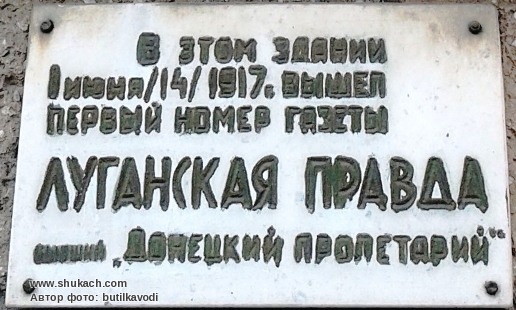 В ЭТОМ ЗДАНИИ
1 июня/14/1917г. ВЫШЕЛ
ПЕРВЫЙ НОМЕР ГАЗЕТЫ
ЛУГАНСКАЯ ПРАВДА
бывший „ДОНЕЦКИЙ ПРОЛЕТАРИЙ"
www.shukach.com
Автор фото: butilkavodi